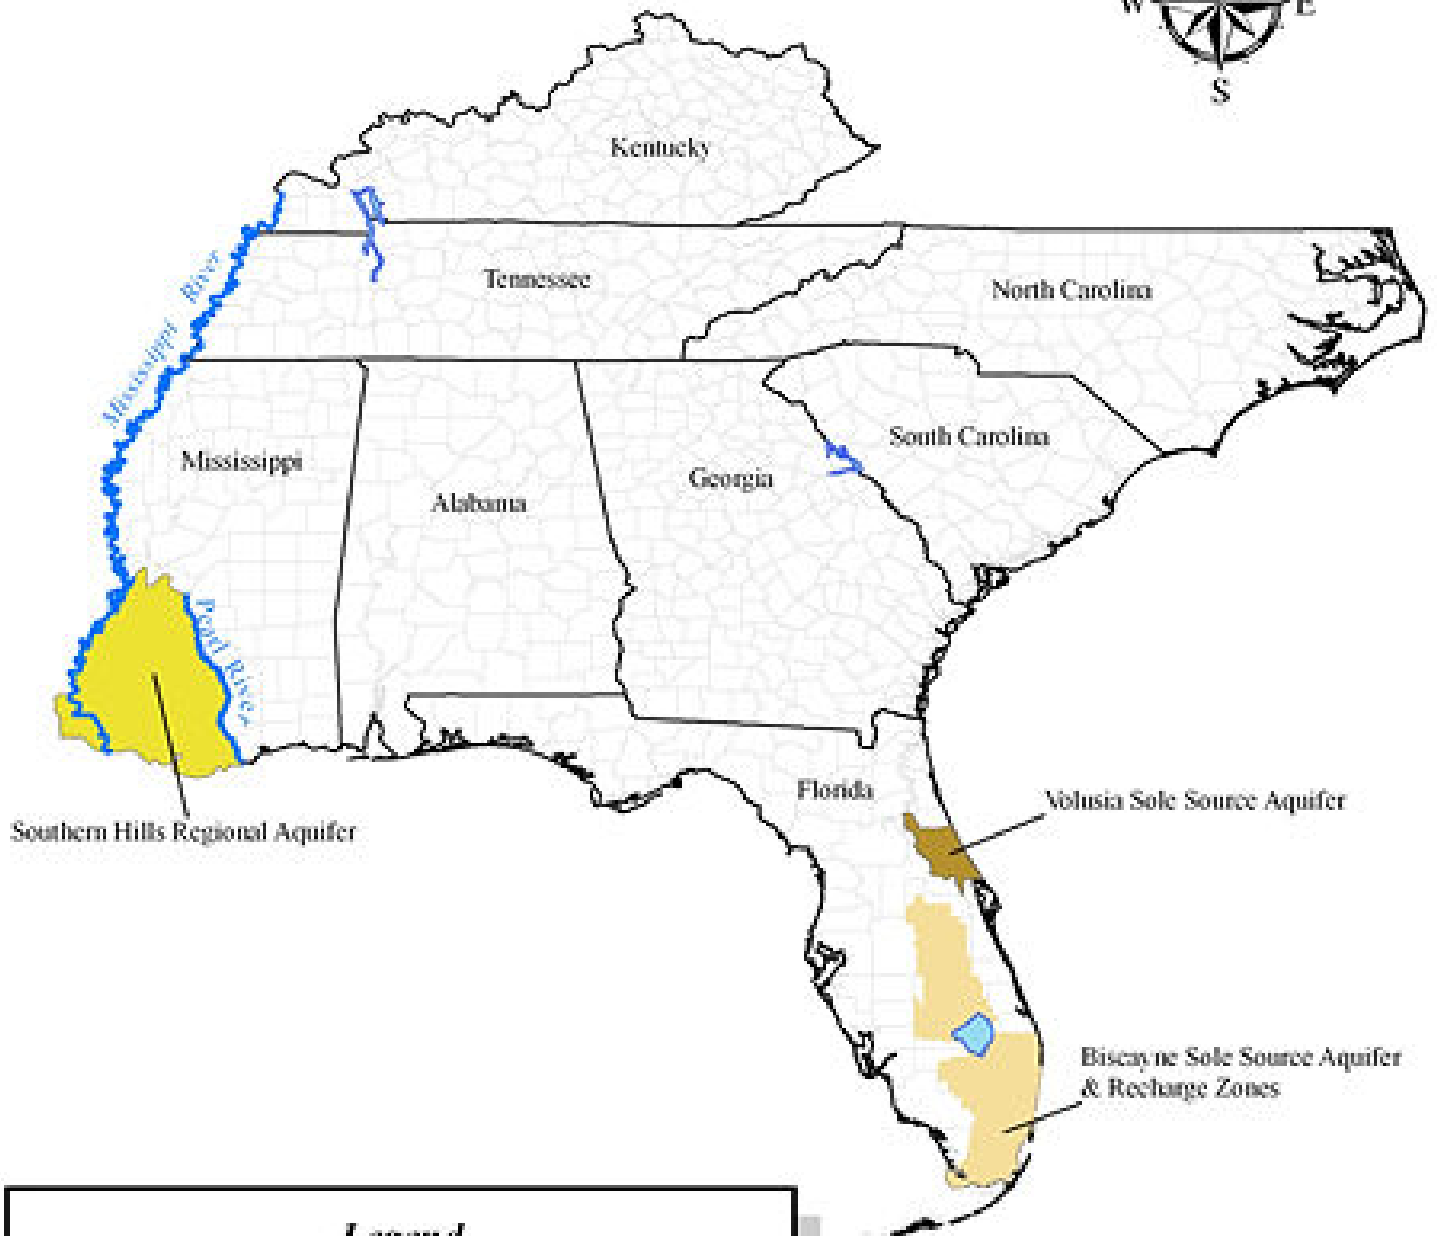 W
E
S
Kentucky
Tennessee
North Carolina
Mississippi River
Mississippi
Alabama
Georgia
South Carolina
Pearl River
Florida
Southern Hills Regional Aquifer
Volusia Sole Source Aquifer
Biscayne Sole Source Aquifer
& Recharge Zones
Legend